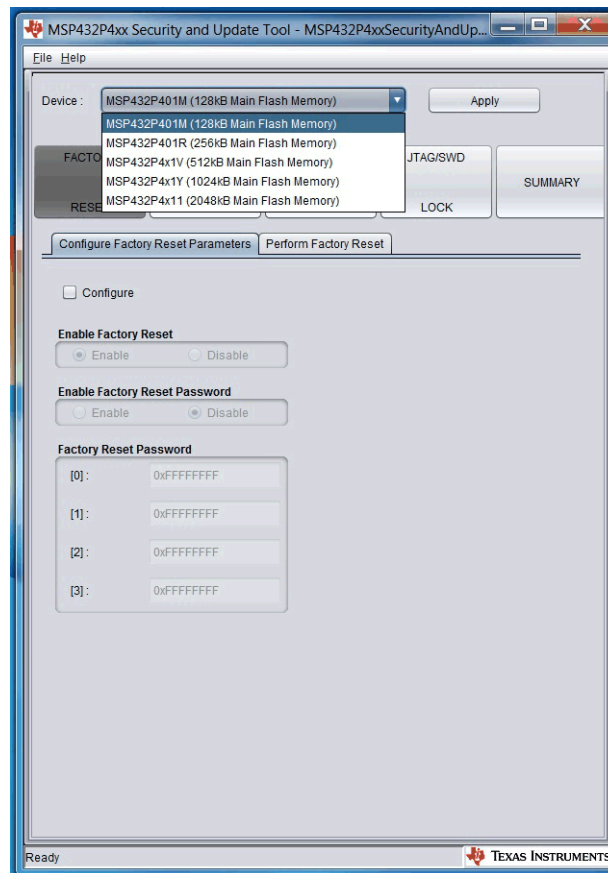 MSP432P4xx Security and Update Tool - MSP432P4xxSecurityAndUp...
File Help
Device : MSP432P401M (128kB Main Flash Memory) Apply
MSP432P401M (128kB Main Flash Memory)
MSP432P401R (256kB Main Flash Memory)
MSP432P4x1V (512kB Main Flash Memory)
MSP432P4x1Y (1024kB Main Flash Memory)
MSP432P4x11 (2048kB Main Flash Memory)
FACTO
RESE
JTAG/SWD
LOCK
SUMMARY
Configure Factory Reset Parameters Perform Factory Reset
Configure
Enable Factory Reset
Enable Disable
Enable Factory Reset Password
Enable Disable
Factory Reset Password
[0] : 0xFFFFFFFF
[1] : 0xFFFFFFFF
[2] : 0xFFFFFFFF
[3] : 0xFFFFFFFF
Ready TEXAS INSTRUMENTS